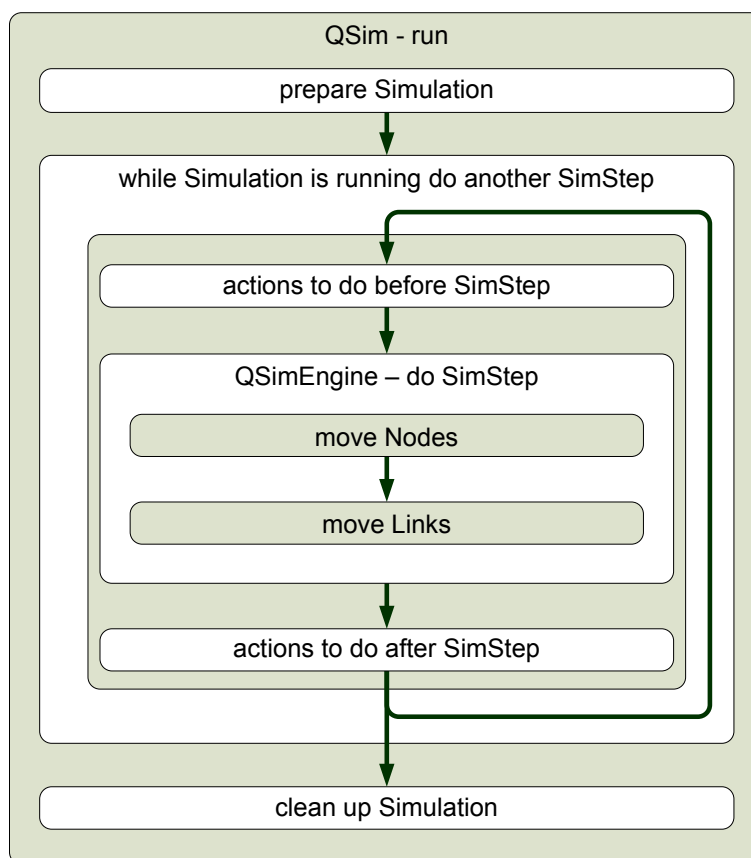 QSim - run
prepare Simulation
while Simulation is running do another SimStep
actions to do before SimStep
QSimEngine – do SimStep
move Nodes
move Links
actions to do after SimStep
clean up Simulation